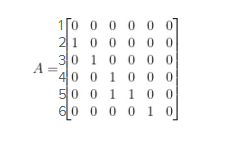 1 0 0 0 0 0 0
2 1 0 0 0 0 0
3 0 1 0 0 0 0
A = 4 0 0 1 0 0 0
5 0 0 1 1 0 0
6 0 0 0 0 1 0